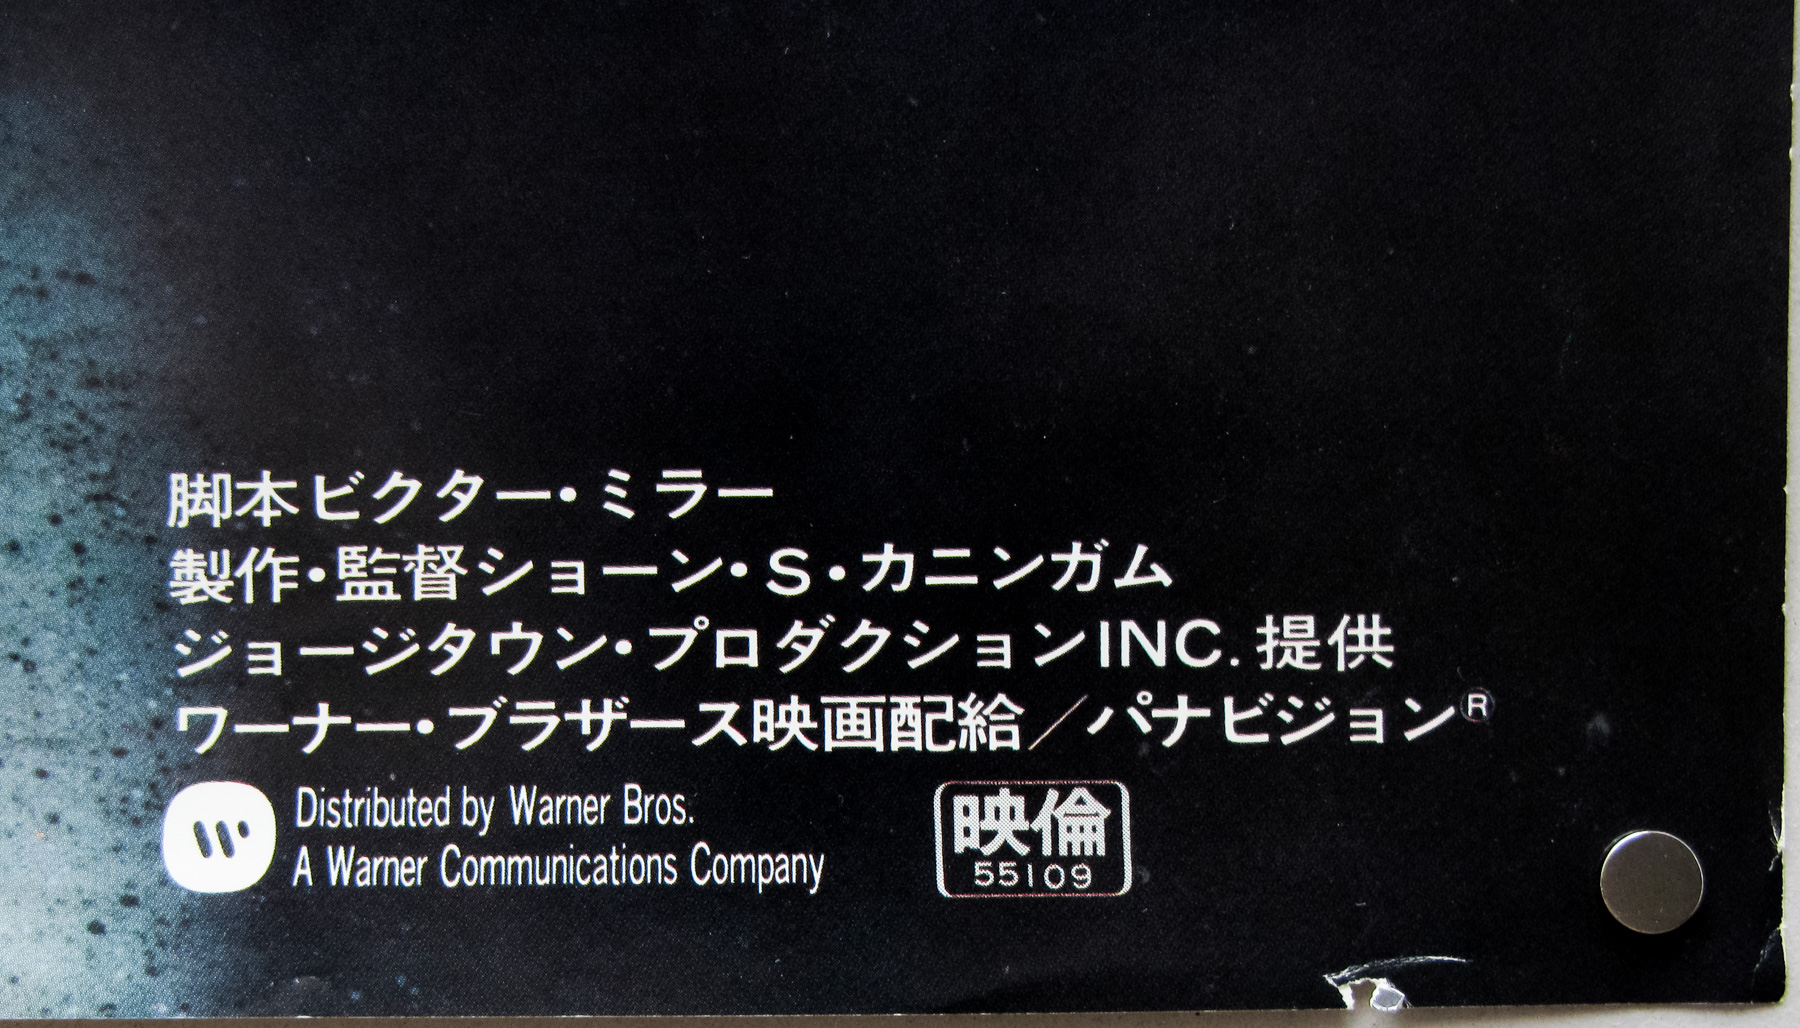 脚本ビクター・ミラー
製作・監督ショーン・S・カニンガム
ジョージタウン・プロダクションINC.提供
ワーナー・ブラザース映画配給／パナビジョン®
Distributed by Warner Bros.
A Warner Communications Company
映倫
55109